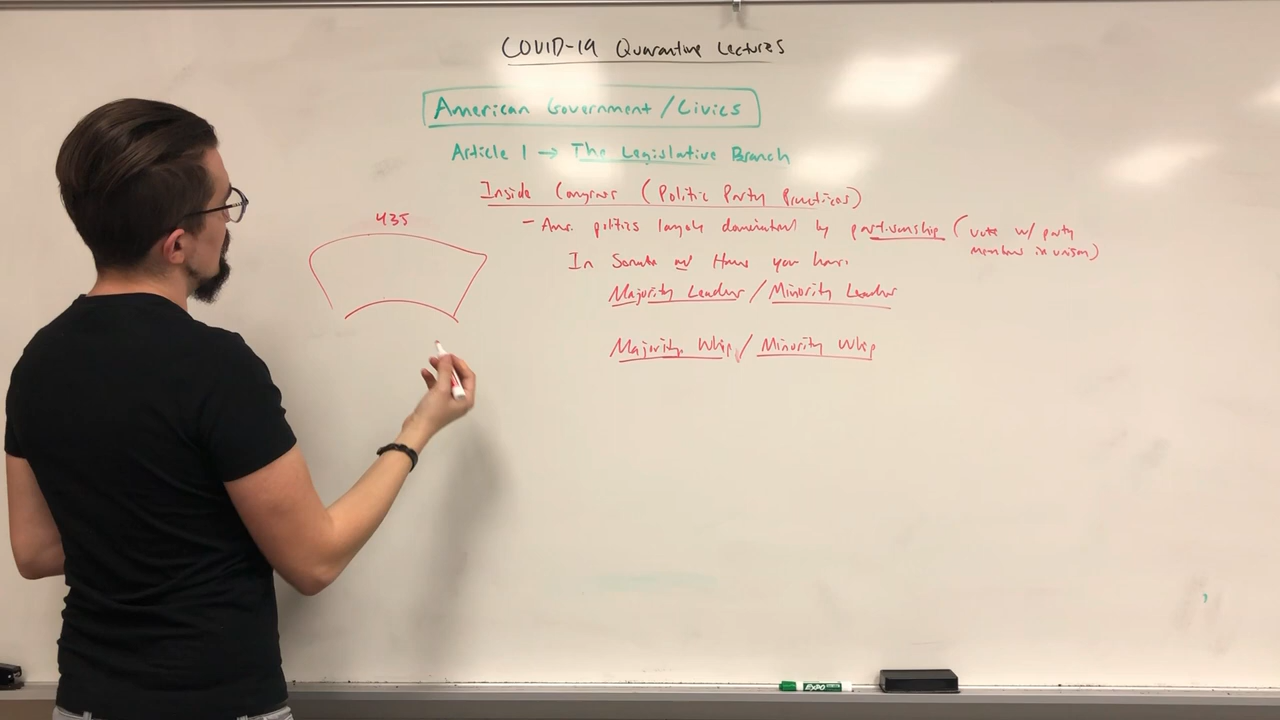 COVID-19 Quarantine Lectures
American Government/Civics
Article 1 → The Legislative Branch
Inside Congress (Politic Party Practices)
435
- Amer. politics largely dominated by partisanship (vote w/ party
members in unison)
In Senate and House you have:
Majority Leader / Minority Leader
Majority Whip / Minority Whip
EXPO